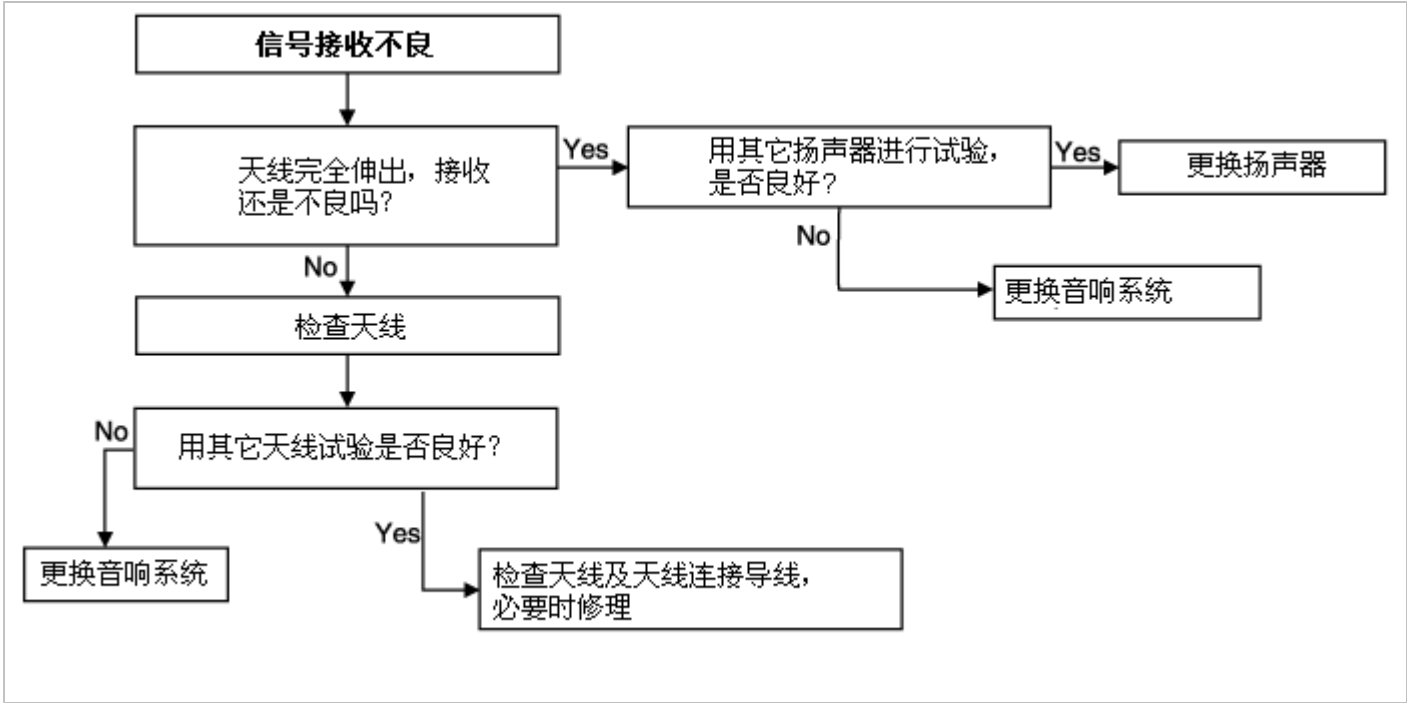 信号接收不良
天线完全伸出，接收
还是不良吗？
Yes
用其它扬声器进行试验，
是否良好？
Yes
更换扬声器
No
更换音响系统
No
检查天线
用其它天线试验是否良好？
No
更换音响系统
Yes
检查天线及天线连接导线，
必要时修理